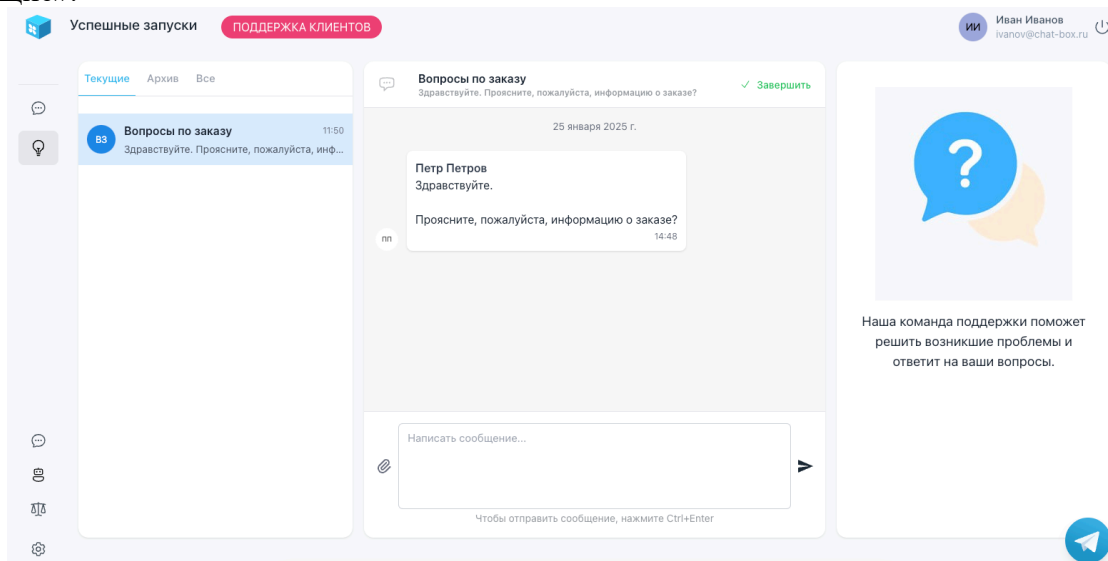 Успешные запуски
ПОДДЕРЖКА КЛИЕНТОВ
ИИ
Иван Иванов
ivanov@chat-box.ru
Текущие Архив Все
ВЗ
Вопросы по заказу 11:50
Здравствуйте. Проясните, пожалуйста, инф...
Вопросы по заказу
Здравствуйте. Проясните, пожалуйста, информацию о заказе?
Завершить
25 января 2025 г.
Петр Петров
Здравствуйте.
Проясните, пожалуйста, информацию о заказе?
14:48
пп
Написать сообщение...
Чтобы отправить сообщение, нажмите Ctrl+Enter
?
Наша команда поддержки поможет
решить возникшие проблемы и
ответит на ваши вопросы.